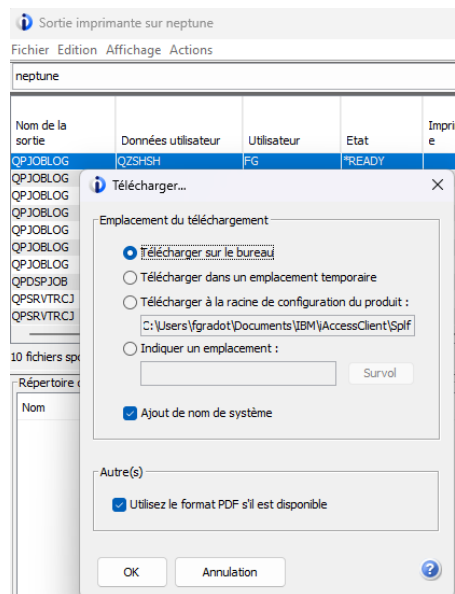 Sortie imprimante sur neptune
Fichier Edition Affichage Actions
neptune
Nom de la sortie Données utilisateur Utilisateur Etat
QPJOBLOG QZSHSH FG *READY
QPJOBLOG
QPJOBLOG
QPJOBLOG
QPJOBLOG
QPJOBLOG
QPJOBLOG
QPDSPJOB
QPSRVTRCJ
QPSRVTRCJ
10 fichiers
Répertoire
Nom
Télécharger...
Emplacement du téléchargement
Télécharger sur le bureau
Télécharger dans un emplacement temporaire
Télécharger à la racine de configuration du produit :
C:\Users\fgradot\Documents\IBM\iAccessClient\Splf
Indiquer un emplacement :
Survol
Ajout de nom de système
Autre(s)
Utilisez le format PDF s'il est disponible
OK Annulation